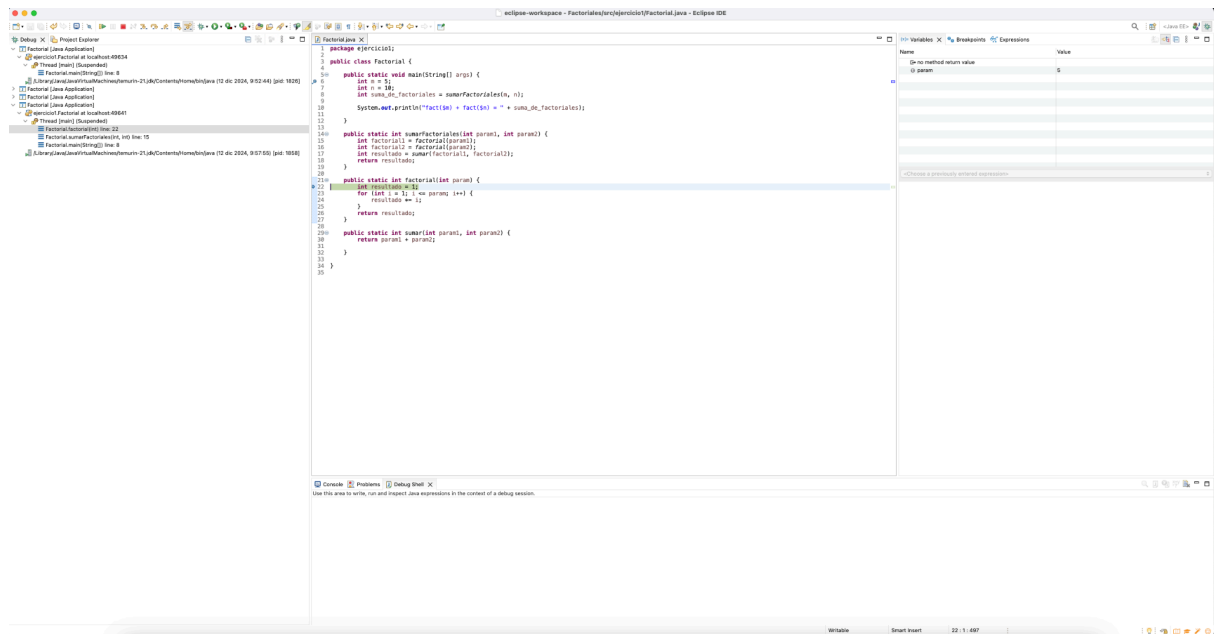 eclipse-workspace - Factoriales/src/ejercicio1/Factorial.java - Eclipse IDE
<Java EE>
Debug
Project Explorer
Factorial [Java Application]
ejercicio1.Factorial at localhost:49634
Thread [main] (Suspended)
Factorial.main(String[]) line: 8
/Library/Java/JavaVirtualMachines/temurin-21.jdk/Contents/Home/bin/java (12 dic 2024, 9:52:44) [pid: 1826]
Factorial [Java Application]
Factorial [Java Application]
Factorial [Java Application]
ejercicio1.Factorial at localhost:49641
Thread [main] (Suspended)
Factorial.factorial(int) line: 22
Factorial.sumarFactoriales(int, int) line: 15
Factorial.main(String[]) line: 8
/Library/Java/JavaVirtualMachines/temurin-21.jdk/Contents/Home/bin/java (12 dic 2024, 9:57:55) [pid: 1858]
Factorial.java
1 package ejercicio1;
2
3 public class Factorial {
4
5 public static void main(String[] args) {
6 int m = 5;
7 int n = 10;
8 int suma_de_factoriales = sumarFactoriales(m, n);
9
10 System.out.println("fact($m) + fact($n) = " + suma_de_factoriales);
11
12 }
13
14 public static int sumarFactoriales(int param1, int param2) {
15 int factorial1 = factorial(param1);
16 int factorial2 = factorial(param2);
17 int resultado = sumar(factorial1, factorial2);
18 return resultado;
19 }
20
21 public static int factorial(int param) {
22 int resultado = 1;
23 for (int i = 1; i <= param; i++) {
24 resultado *= i;
25 }
26 return resultado;
27 }
28
29 public static int sumar(int param1, int param2) {
30 return param1 + param2;
31
32 }
33
34 }
35
Variables
Breakpoints
Expressions
Name Value
no method return value
param 5
<Choose a previously entered expression>
Console
Problems
Debug Shell
Use this area to write, run and inspect Java expressions in the context of a debug session.
Writable Smart Insert 22 : 1 : 497